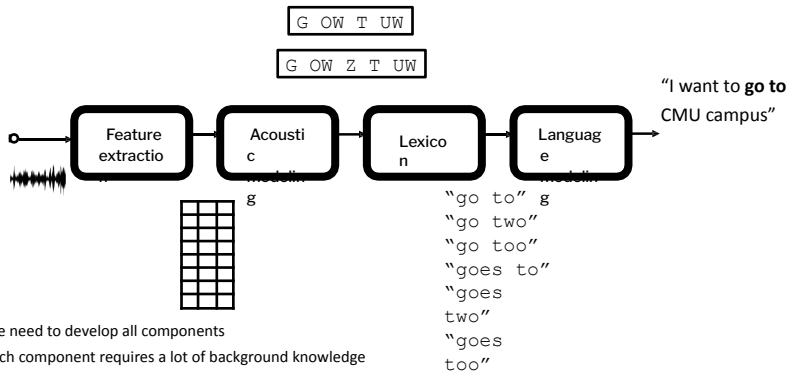 G OW T UW
G OW Z T UW
"I want to go to
CMU campus"
Feature
extractio
Acousti
c
g
Lexico
n
Languag
e
g
"go to"
"go two"
"go too"
"goes to"
"goes
two"
"goes
too"
e need to develop all components
ch component requires a lot of background knowledge